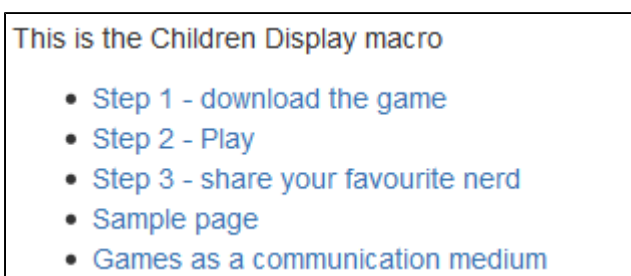 This is the Children Display macro
• Step 1 - download the game
• Step 2 - Play
• Step 3 - share your favourite nerd
• Sample page
• Games as a communication medium